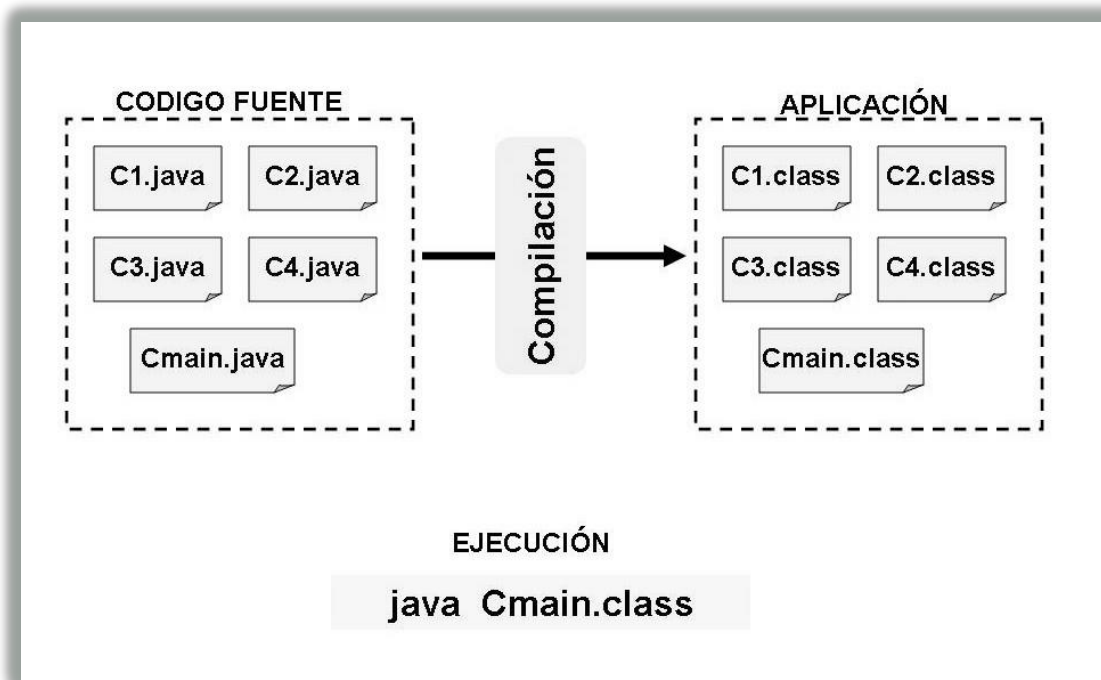 CODIGO FUENTE
C1.java C2.java
C3.java C4.java
Cmain.java
Compilación
APLICACIÓN
C1.class C2.class
C3.class C4.class
Cmain.class
EJECUCIÓN
java Cmain.class